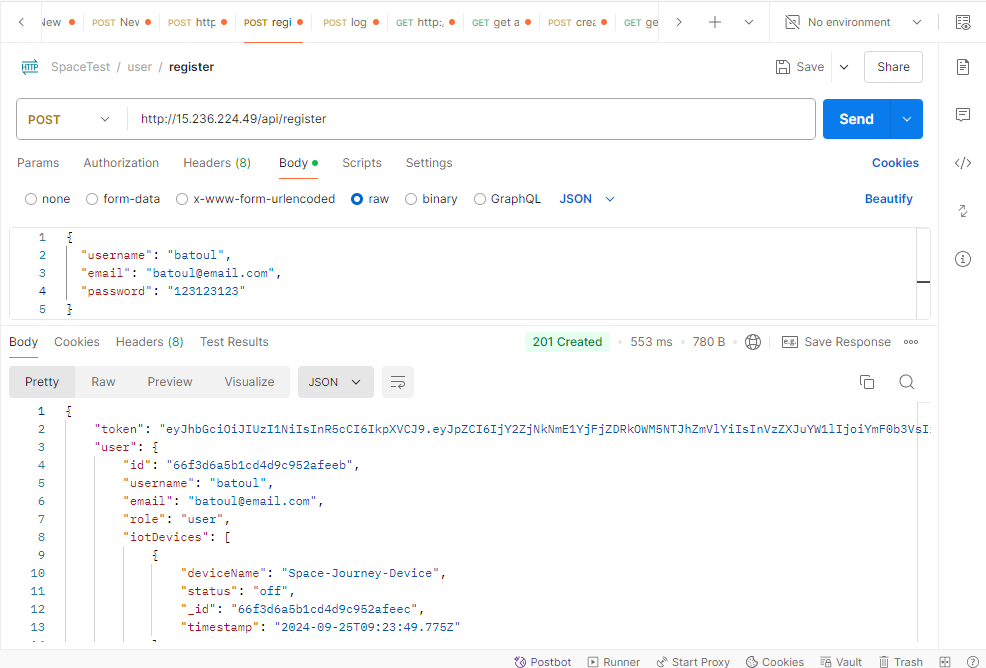 New POST New POST http POST regi POST log GET http:, GET get a POST crea GET ge No environment
HTTP SpaceTest / user / register Save Share
POST http://15.236.224.49/api/register Send
Params Authorization Headers (8) Body Scripts Settings Cookies
none form-data x-www-form-urlencoded raw binary GraphQL JSON Beautify
1 {
2 "username": "batoul",
3 "email": "batoul@email.com",
4 "password": "123123123"
5 }
Body Cookies Headers (8) Test Results 201 Created 553 ms 780 B e.g. Save Response
Pretty Raw Preview Visualize JSON
1 {
2 "token": "eyJhbGciOiJIUzI1NiIsInR5cCI6IkpXVCJ9.eyJpZCI6IjY2ZjNkNmE1YjFjZDRkOWM5NTJhZmVlYiIsInVzZXJuYW1lIjoiYmF0b3VsI
3 "user": {
4 "id": "66f3d6a5b1cd4d9c952afeeb",
5 "username": "batoul",
6 "email": "batoul@email.com",
7 "role": "user",
8 "iotDevices": [
9 {
10 "deviceName": "Space-Journey-Device",
11 "status": "off",
12 "_id": "66f3d6a5b1cd4d9c952afeec",
13 "timestamp": "2024-09-25T09:23:49.775Z"
Postbot Runner Start Proxy Cookies Vault Trash